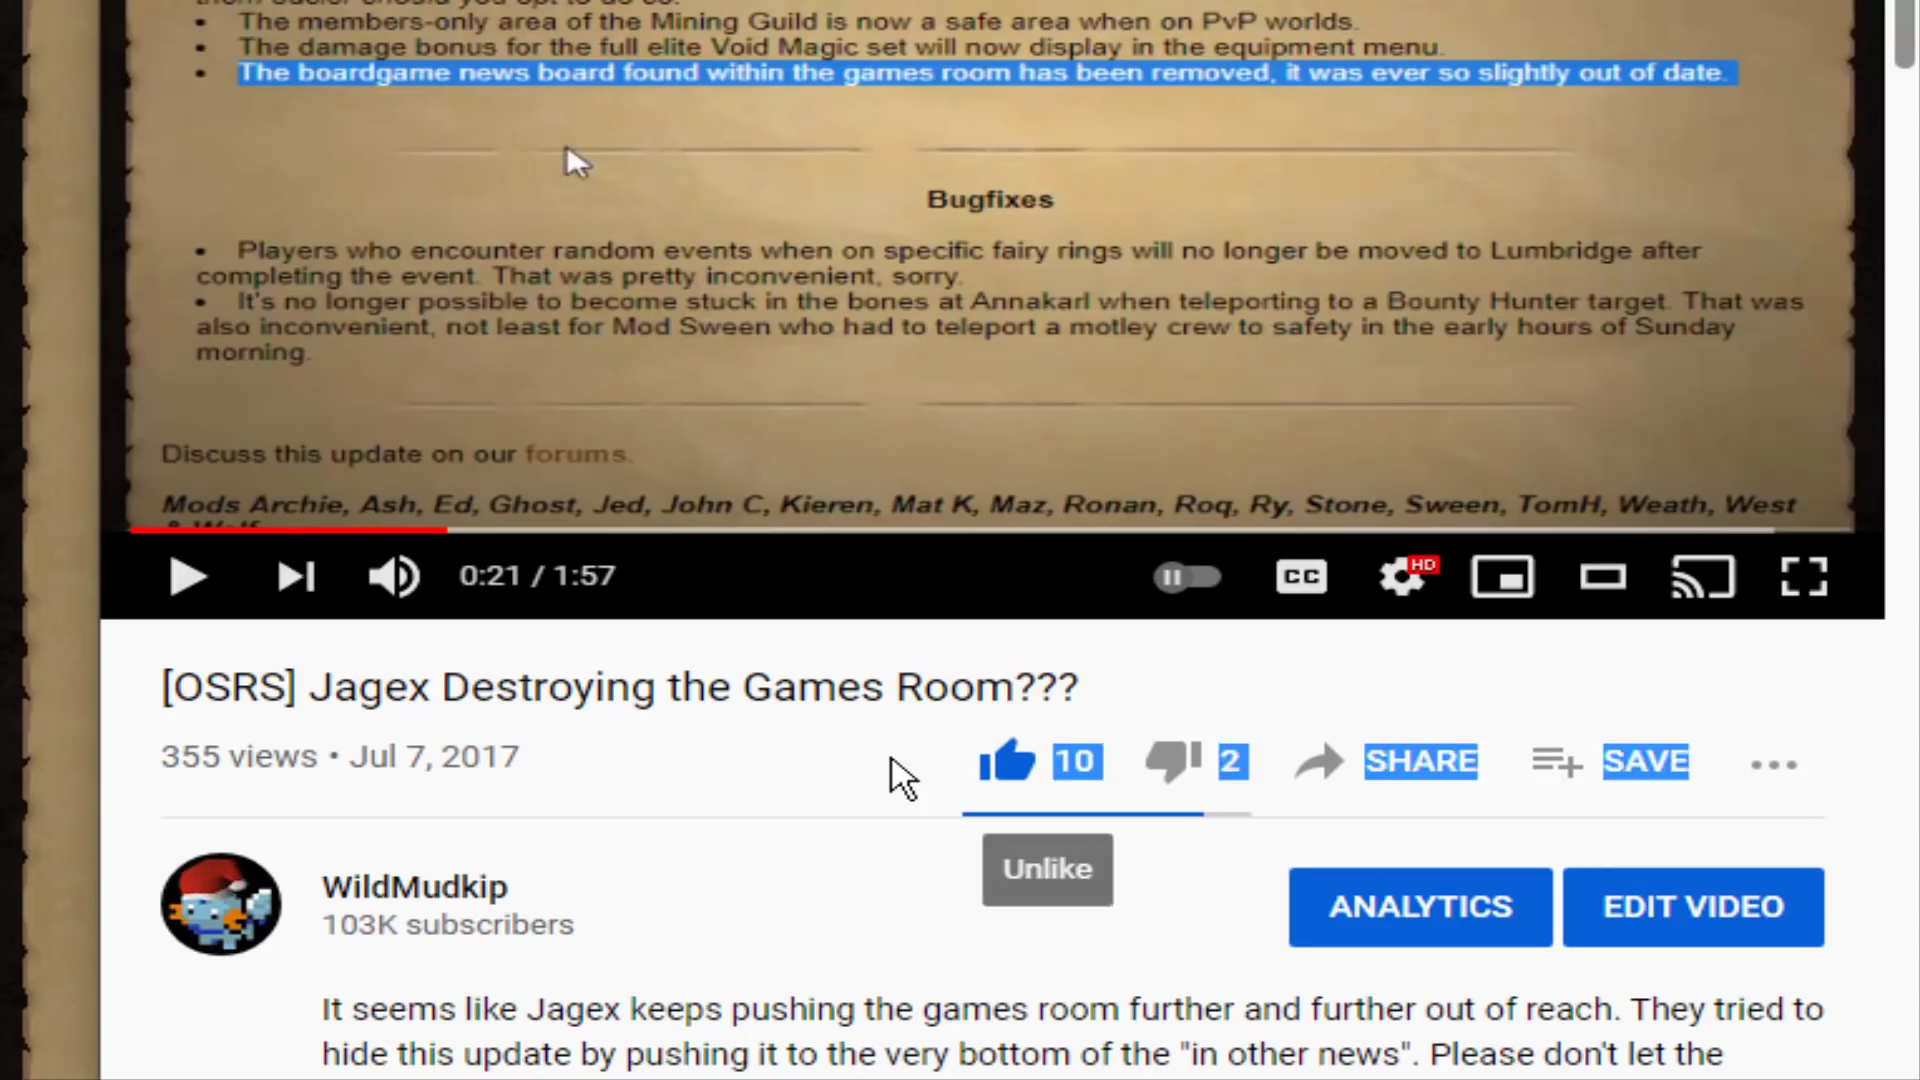 • The members-only area of the Mining Guild is now a safe area when on PvP worlds.
• The damage bonus for the full elite Void Magic set will now display in the equipment menu.
• The boardgame news board found within the games room has been removed, it was ever so slightly out of date.
Bugfixes
• Players who encounter random events when on specific fairy rings will no longer be moved to Lumbridge after
completing the event. That was pretty inconvenient, sorry.
• It's no longer possible to become stuck in the bones at Annakarl when teleporting to a Bounty Hunter target. That was
also inconvenient, not least for Mod Sween who had to teleport a motley crew to safety in the early hours of Sunday
morning.
Discuss this update on our forums.
Mods Archie, Ash, Ed, Ghost, Jed, John C, Kieren, Mat K, Maz, Ronan, Roq, Ry, Stone, Sween, TomH, Weath, West
0:21 / 1:57
CC
HD
[OSRS] Jagex Destroying the Games Room???
355 views • Jul 7, 2017
10
2
SHARE
SAVE
Unlike
WildMudkip
103K subscribers
ANALYTICS
EDIT VIDEO
It seems like Jagex keeps pushing the games room further and further out of reach. They tried to
hide this update by pushing it to the very bottom of the "in other news". Please don't let the